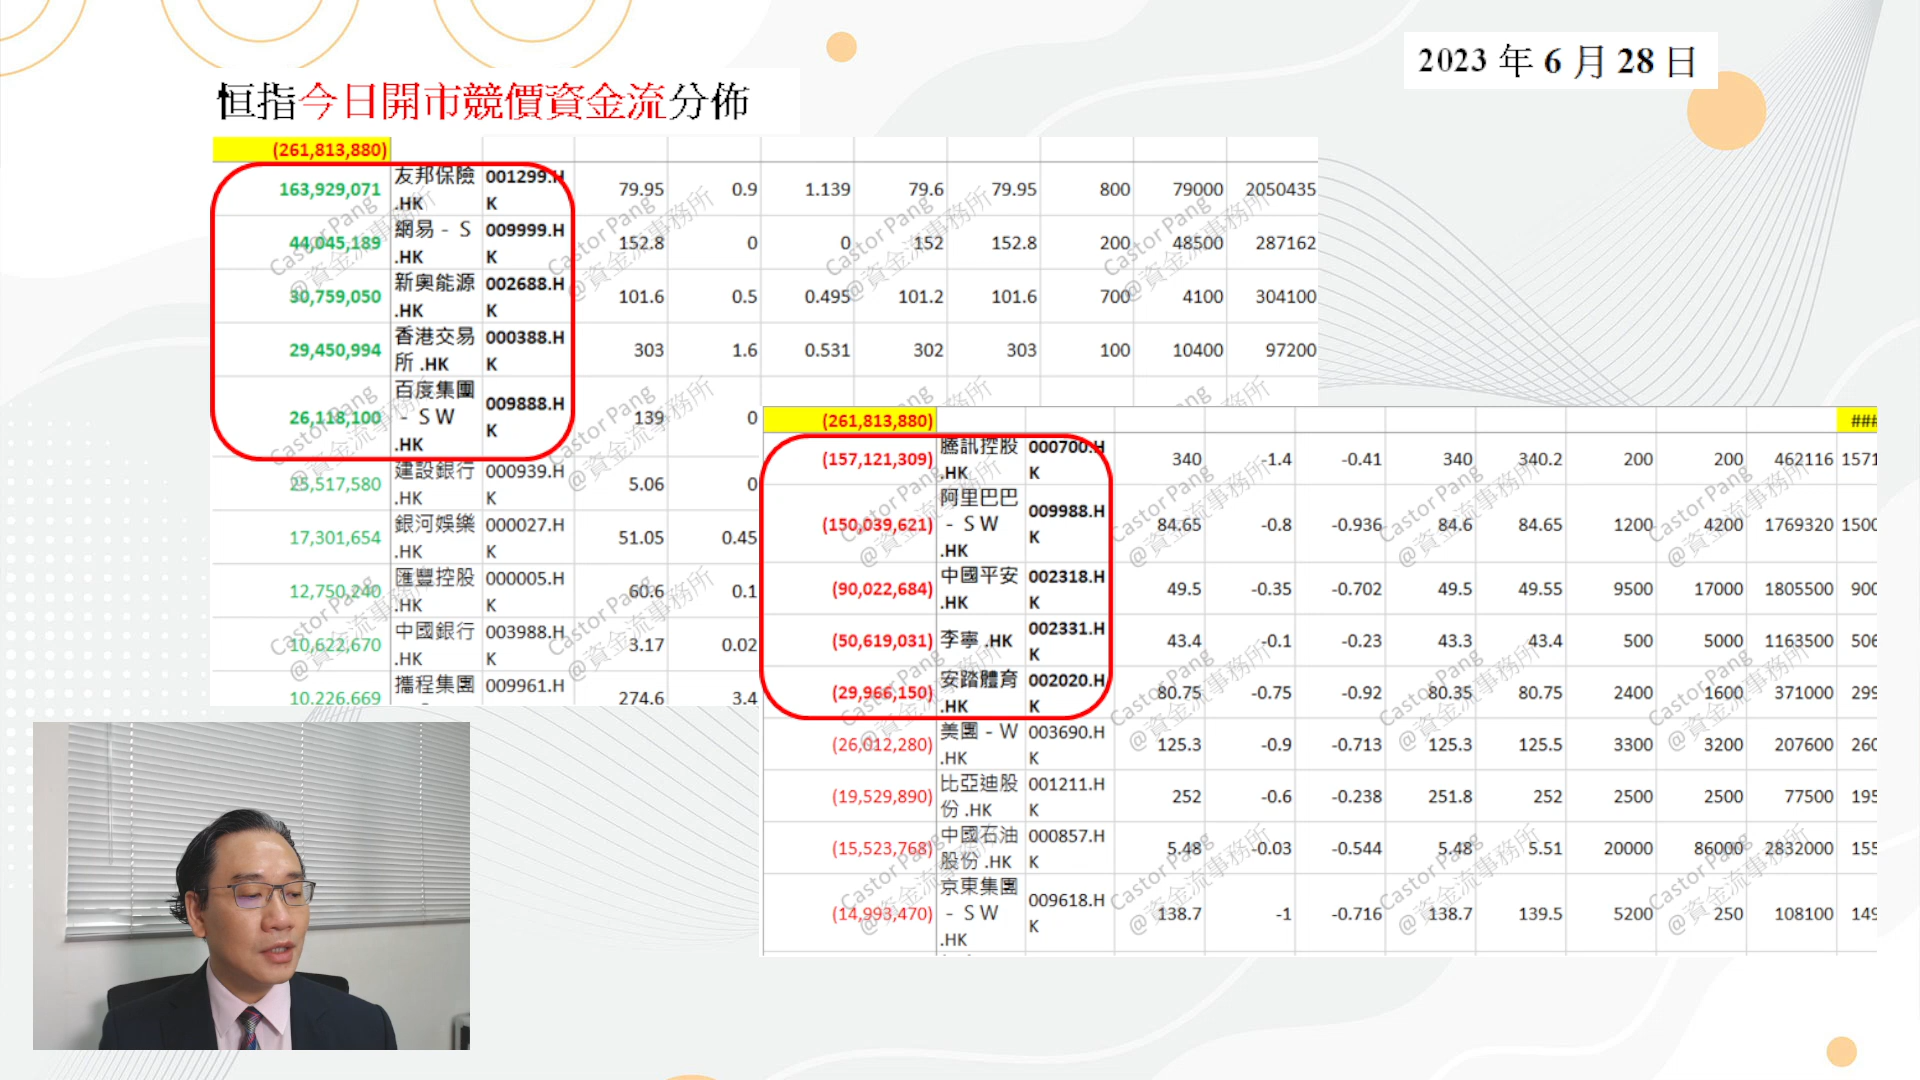 2023 年 6 月 28 日
恒指今日開市競價資金流分佈
(261,813,880)
163,929,071 友邦保險 .HK 001299.HK 79.95 0.9 1.139 79.6 79.95 800 79000 2050435
44,045,189 網易 - S .HK 009999.HK 152.8 0 0 152 152.8 200 48500 287162
30,759,050 新奧能源 .HK 002688.HK 101.6 0.5 0.495 101.2 101.6 700 4100 304100
29,450,994 香港交易所 .HK 000388.HK 303 1.6 0.531 302 303 100 10400 97200
26,118,100 百度集團 - S W .HK 009888.HK 139 0
25,517,580 建設銀行 .HK 000939.HK 5.06 0
17,301,654 銀河娛樂 .HK 000027.HK 51.05 0.45
12,750,240 匯豐控股 .HK 000005.HK 60.6 0.1
10,622,670 中國銀行 .HK 003988.HK 3.17 0.02
10,226,669 攜程集團 009961.H 274.6 3.4
(261,813,880) ###
(157,121,309) 騰訊控股 .HK 000700.HK 340 -1.4 -0.41 340 340.2 200 200 462116 1571
(150,039,621) 阿里巴巴 - S W .HK 009988.HK 84.65 -0.8 -0.936 84.6 84.65 1200 4200 1769320 1500
(90,022,684) 中國平安 .HK 002318.HK 49.5 -0.35 -0.702 49.5 49.55 9500 17000 1805500 900
(50,619,031) 李寧 .HK 002331.HK 43.4 -0.1 -0.23 43.3 43.4 500 5000 1163500 506
(29,966,150) 安踏體育 .HK 002020.HK 80.75 -0.75 -0.92 80.35 80.75 2400 1600 371000 299
(26,012,280) 美團 - W .HK 003690.HK 125.3 -0.9 -0.713 125.3 125.5 3300 3200 207600 260
(19,529,890) 比亞迪股份 .HK 001211.HK 252 -0.6 -0.238 251.8 252 2500 2500 77500 195
(15,523,768) 中國石油股份 .HK 000857.HK 5.48 -0.03 -0.544 5.48 5.51 20000 86000 2832000 155
(14,993,470) 京東集團 - S W .HK 009618.HK 138.7 -1 -0.716 138.7 139.5 5200 250 108100 149
Castor Pang
@資金流事務所